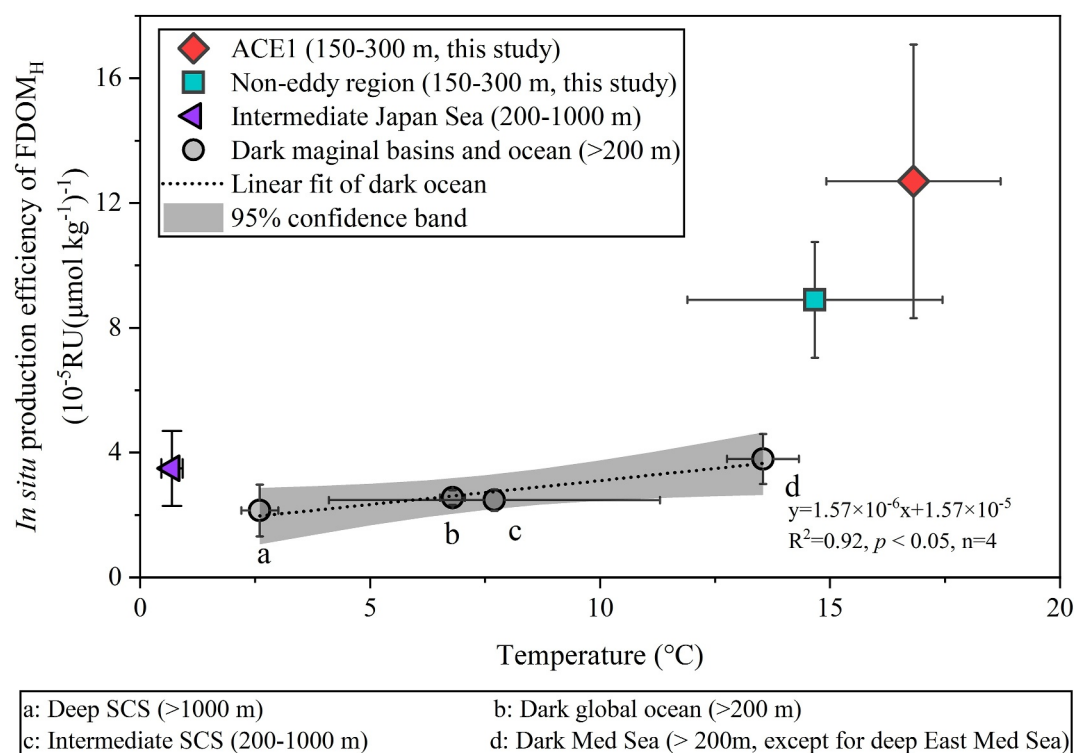 ACE1 (150-300 m, this study)
Non-eddy region (150-300 m, this study)
Intermediate Japan Sea (200-1000 m)
Dark maginal basins and ocean (>200 m)
Linear fit of dark ocean
95% confidence band
In situ production efficiency of FDOM_H
(10⁻⁵RU(μmol kg⁻¹)⁻¹)
16
12
8
4
0
a
b
c
d
y=1.57×10⁻⁶x+1.57×10⁻⁵
R²=0.92, p < 0.05, n=4
0 5 10 15 20
Temperature (°C)
a: Deep SCS (>1000 m) b: Dark global ocean (>200 m)
c: Intermediate SCS (200-1000 m) d: Dark Med Sea (> 200m, except for deep East Med Sea)